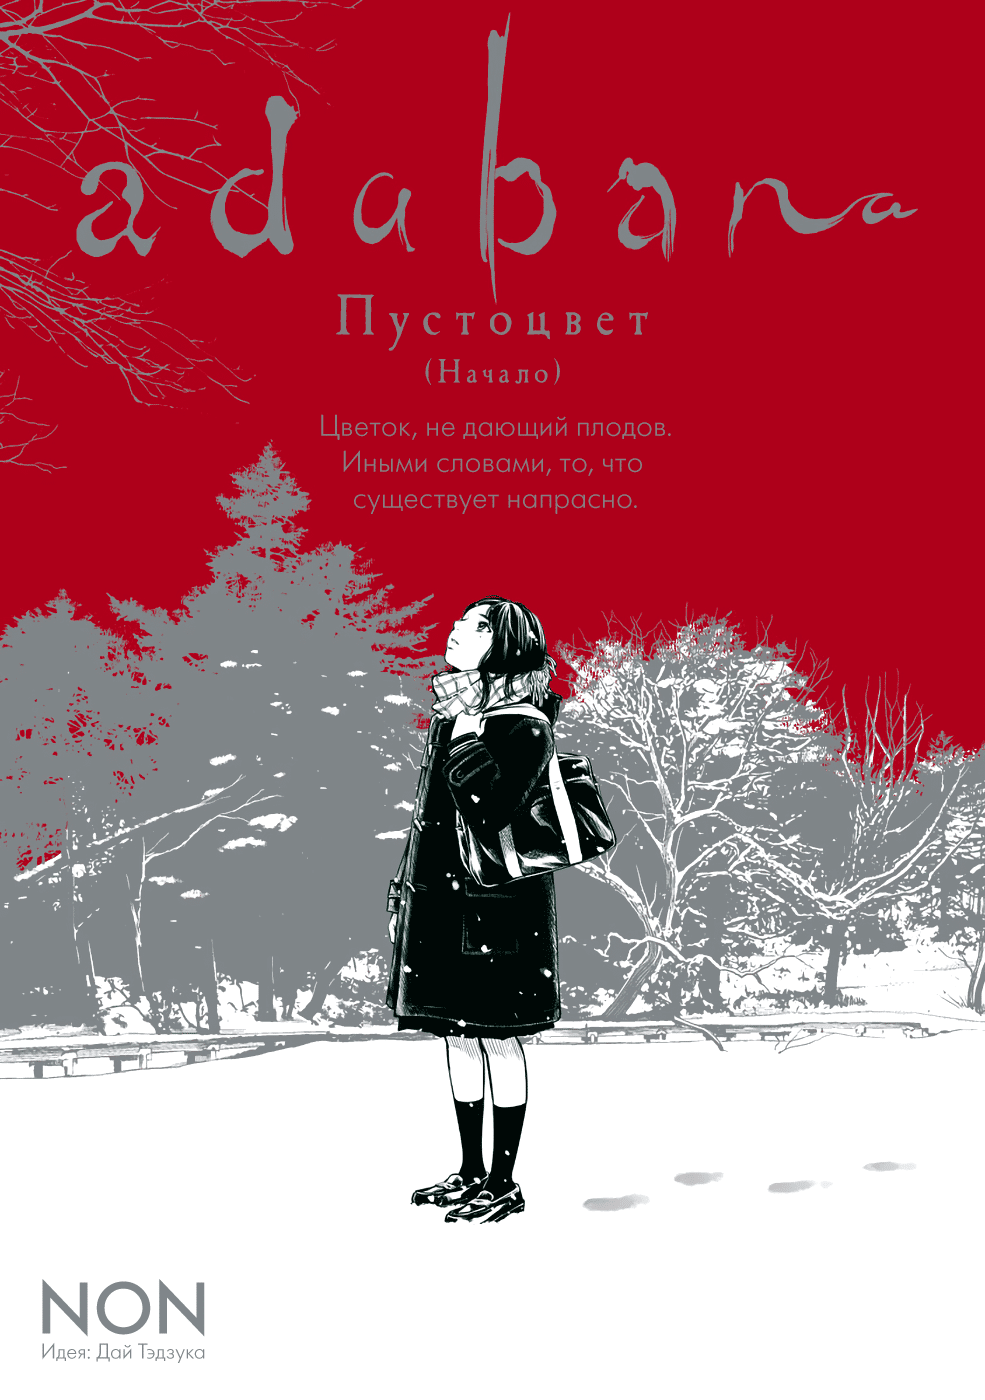 adabana
Пустоцвет
(Начало)
Цветок, не дающий плодов.
Иными словами, то, что
существует напрасно.
NON
Идея: Дай Тэдзука